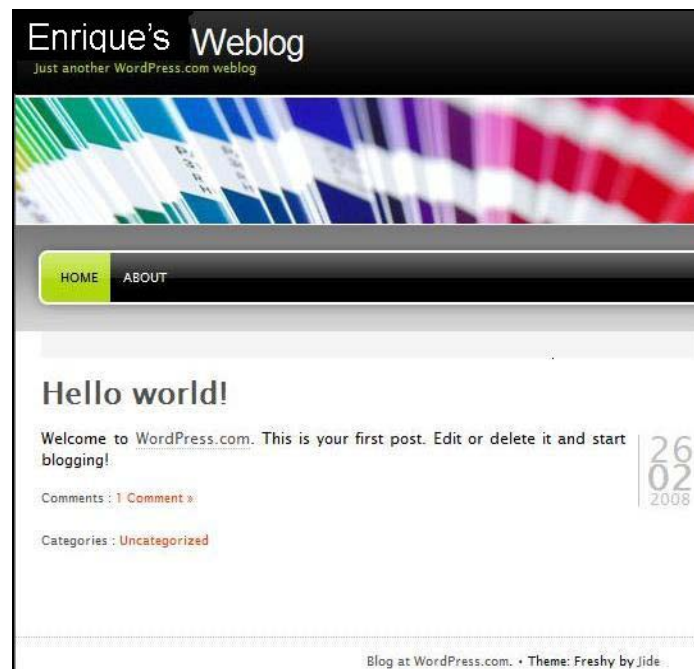 Enrique's Weblog
Just another WordPress.com weblog
HOME ABOUT
Hello world!
Welcome to WordPress.com. This is your first post. Edit or delete it and start
blogging!
26
02
2008
Comments : 1 Comment »
Categories : Uncategorized
Blog at WordPress.com. • Theme: Freshy by Jide